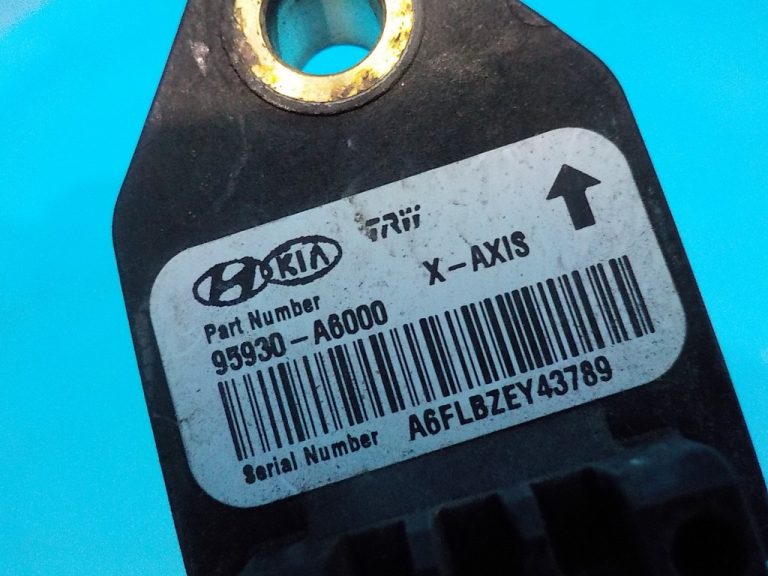 KIA
TRW
X-AXIS
Part Number
95930-A6000
Serial Number
A6FLBZEY43789